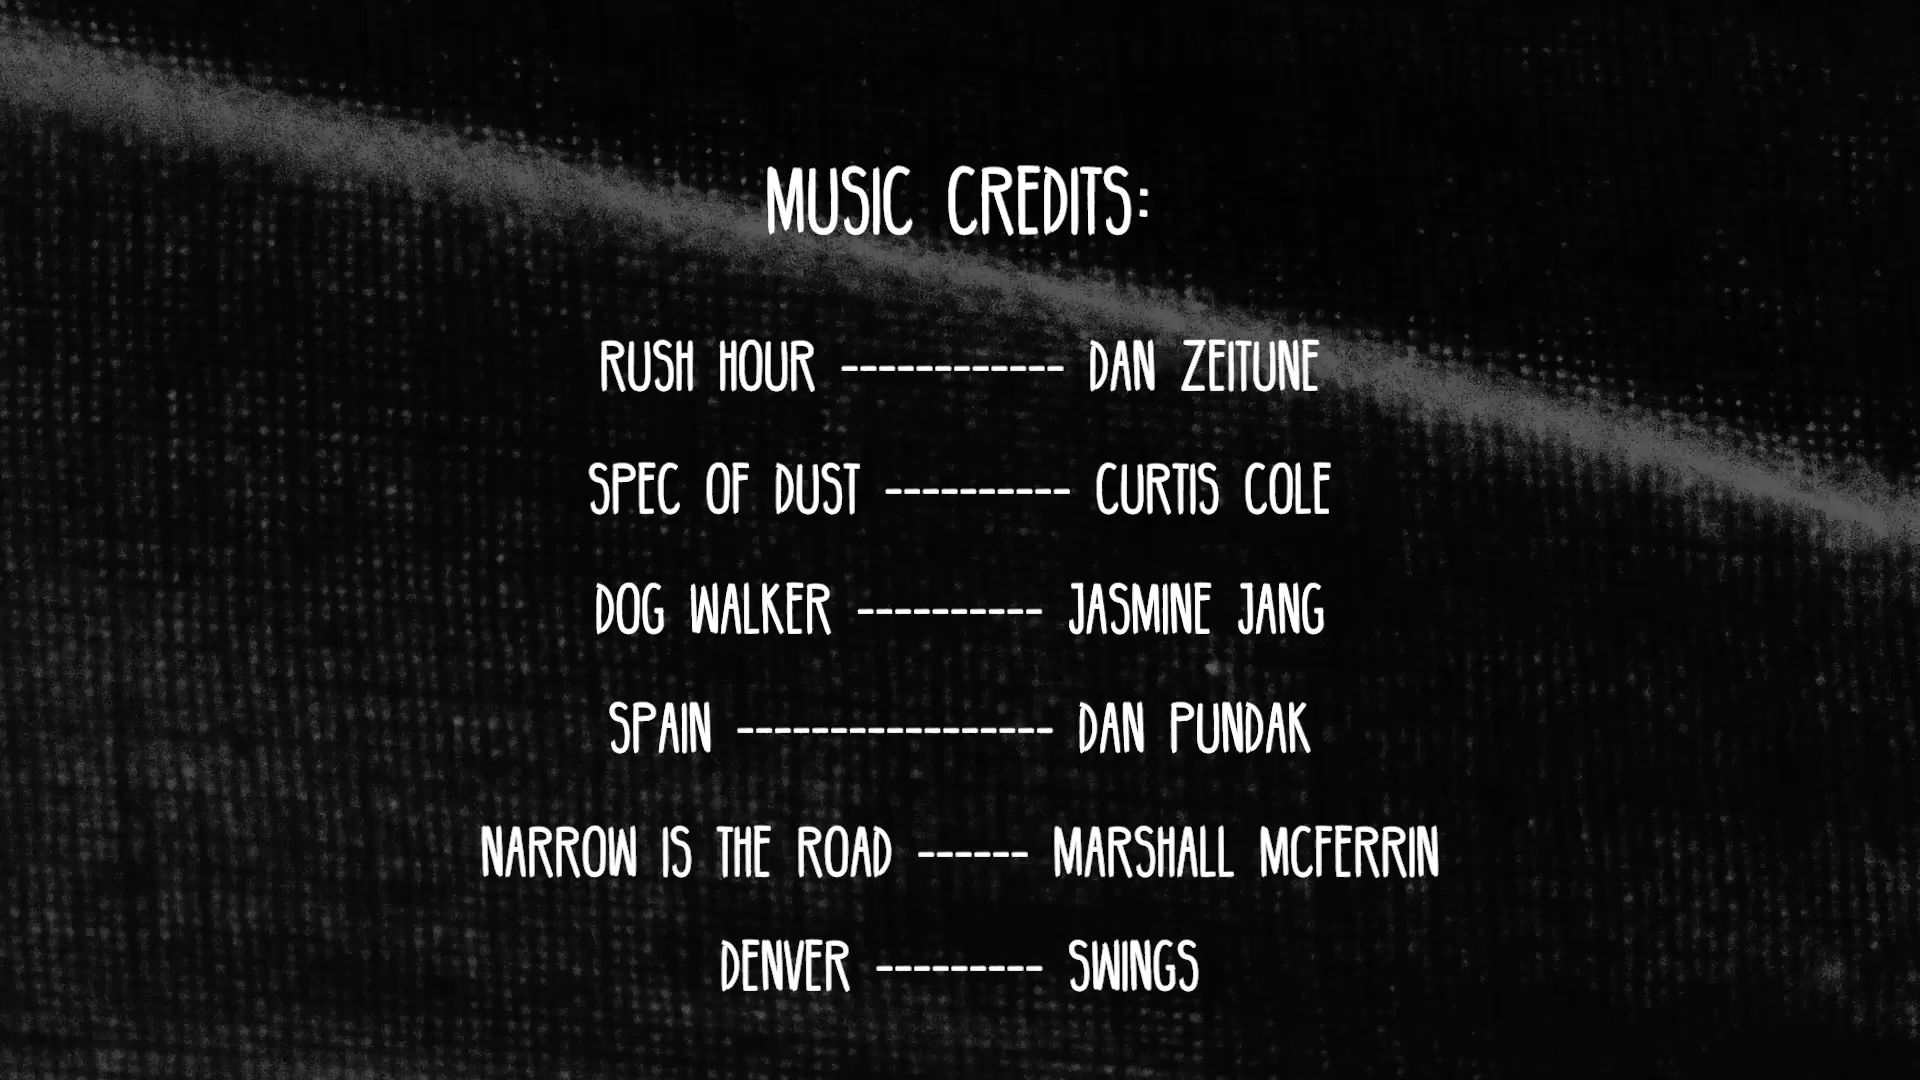 MUSIC CREDITS:
RUSH HOUR ------------ DAN ZEITUNE
SPEC OF DUST ---------- CURTIS COLE
DOG WALKER ---------- JASMINE JANG
SPAIN ----------------- DAN PUNDAK
NARROW IS THE ROAD ------ MARSHALL MCFERRIN
DENVER --------- SWINGS